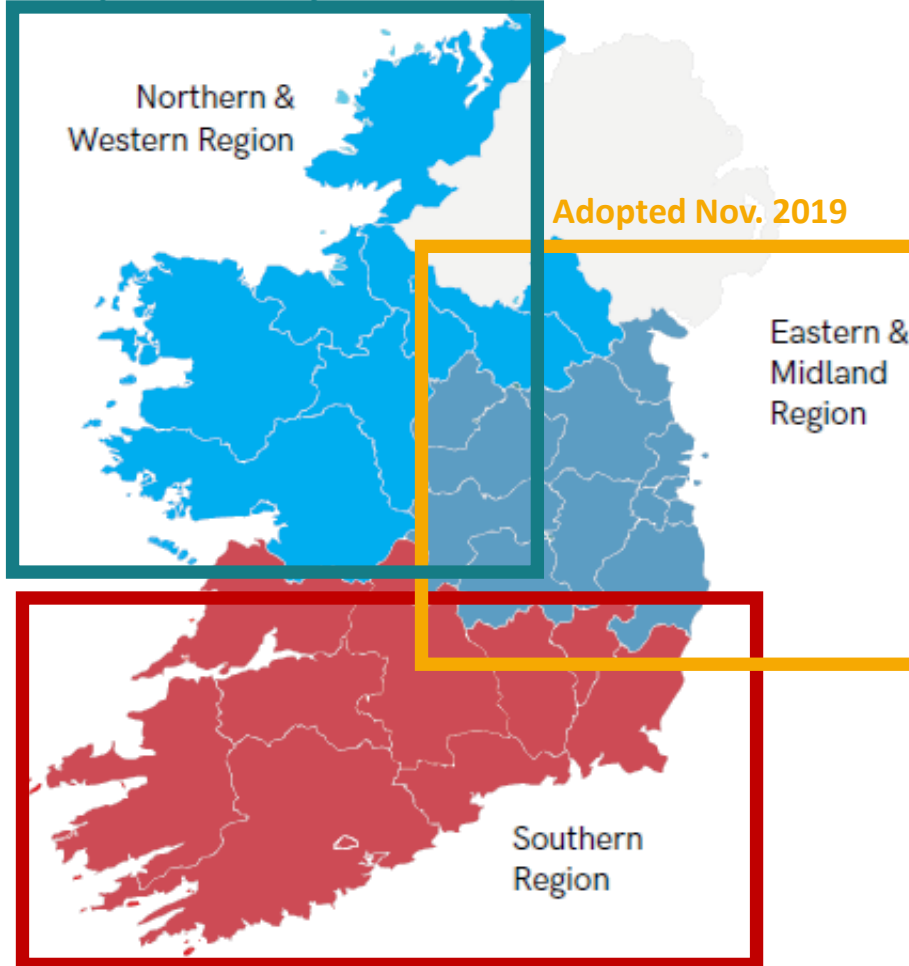 Northern &
Western Region
Adopted Nov. 2019
Eastern &
Midland
Region
Southern
Region